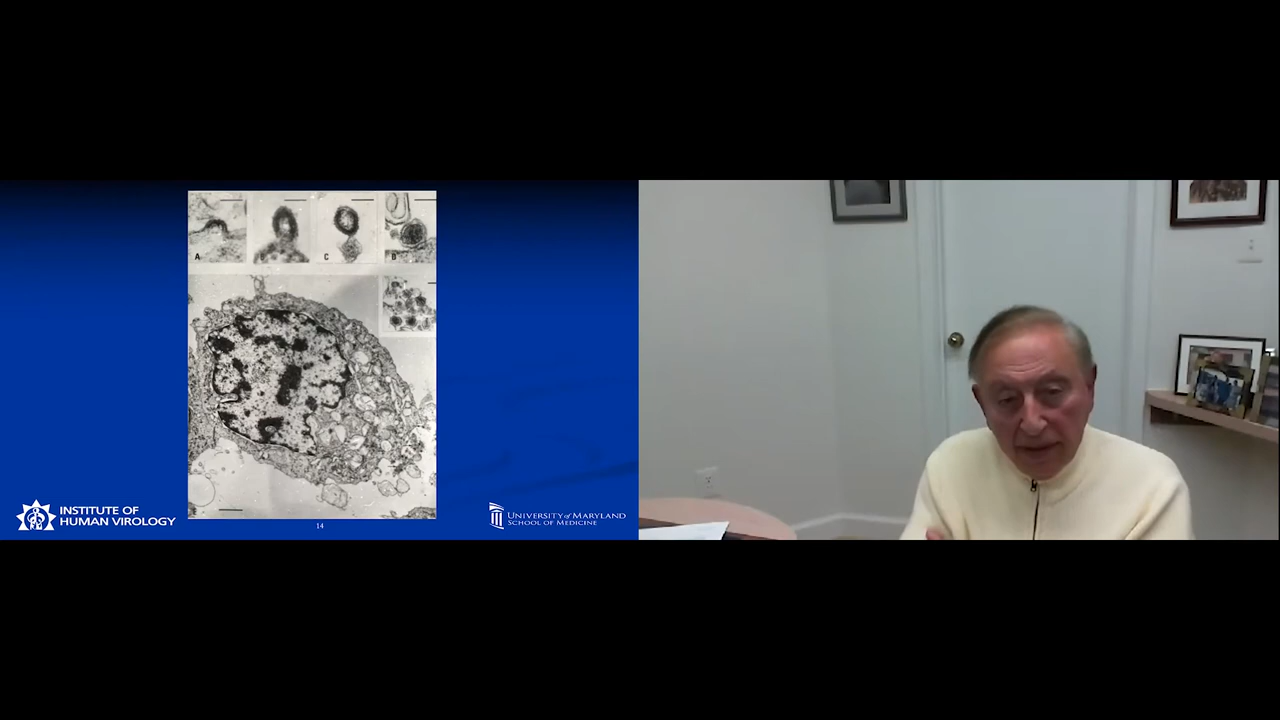 A
C
B
INSTITUTE OF
HUMAN VIROLOGY
14
UNIVERSITY of MARYLAND
SCHOOL OF MEDICINE